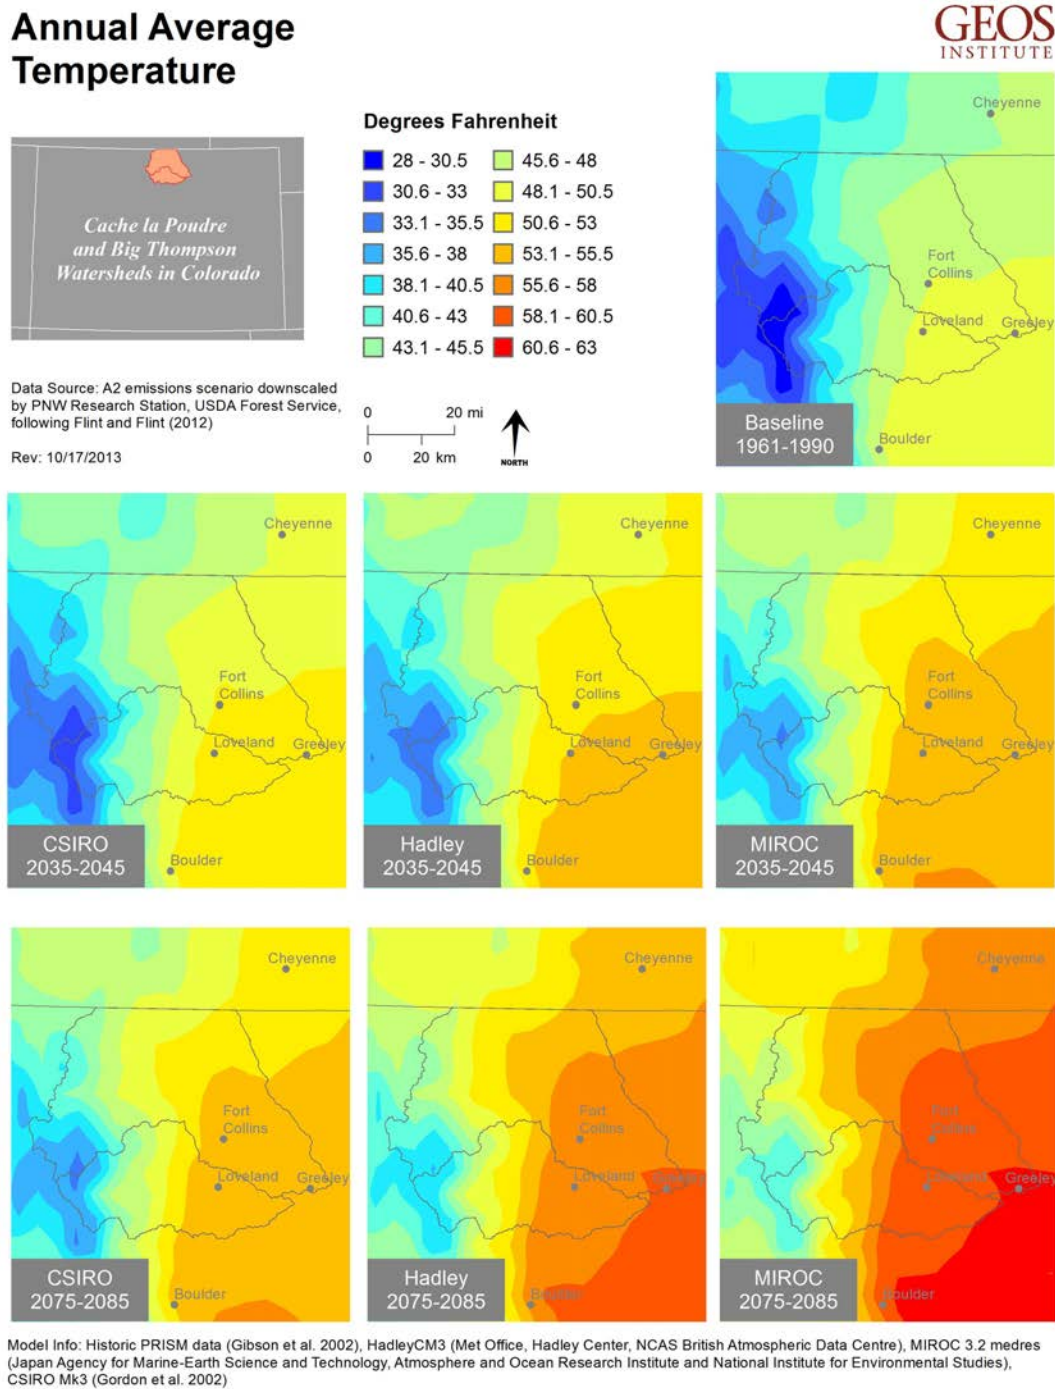 Annual Average
Temperature
GEOS
INSTITUTE
Cache la Poudre
and Big Thompson
Watersheds in Colorado
Data Source: A2 emissions scenario downscaled
by PNW Research Station, USDA Forest Service,
following Flint and Flint (2012)
Rev: 10/17/2013
Degrees Fahrenheit
28 - 30.5
30.6 - 33
33.1 - 35.5
35.6 - 38
38.1 - 40.5
40.6 - 43
43.1 - 45.5
45.6 - 48
48.1 - 50.5
50.6 - 53
53.1 - 55.5
55.6 - 58
58.1 - 60.5
60.6 - 63
0 20 mi
0 20 km
NORTH
Cheyenne
Fort
Collins
Loveland
Greeley
Boulder
Baseline
1961-1990
Cheyenne
Fort
Collins
Loveland
Greeley
Boulder
CSIRO
2035-2045
Cheyenne
Fort
Collins
Loveland
Greeley
Boulder
Hadley
2035-2045
Cheyenne
Fort
Collins
Loveland
Greeley
Boulder
MIROC
2035-2045
Cheyenne
Fort
Collins
Loveland
Greeley
Boulder
CSIRO
2075-2085
Cheyenne
Fort
Collins
Loveland
Greeley
Boulder
Hadley
2075-2085
Cheyenne
Fort
Collins
Loveland
Greeley
Boulder
MIROC
2075-2085
Model Info: Historic PRISM data (Gibson et al. 2002), HadleyCM3 (Met Office, Hadley Center, NCAS British Atmospheric Data Centre), MIROC 3.2 medres
(Japan Agency for Marine-Earth Science and Technology, Atmosphere and Ocean Research Institute and National Institute for Environmental Studies),
CSIRO Mk3 (Gordon et al. 2002)